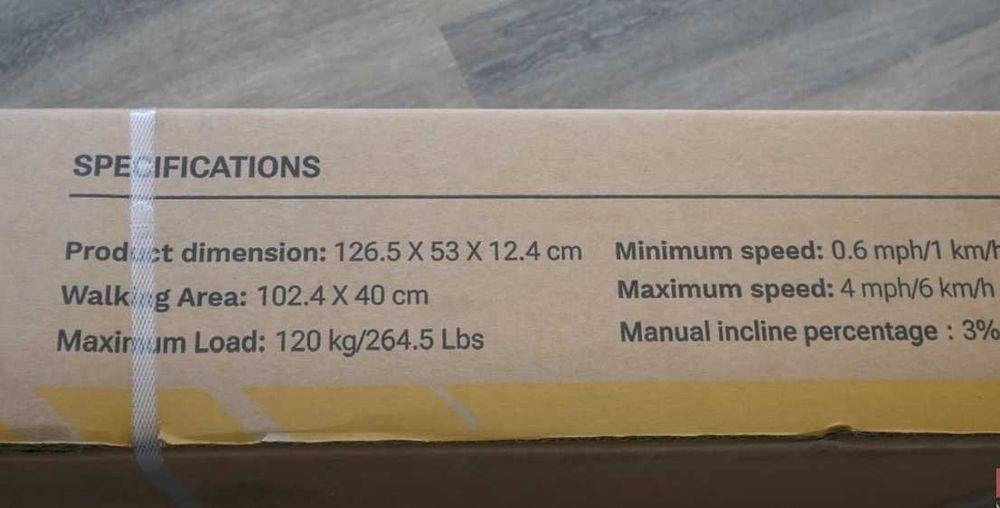 SPECIFICATIONS
Product dimension: 126.5 X 53 X 12.4 cm
Walking Area: 102.4 X 40 cm
Maximum Load: 120 kg/264.5 Lbs
Minimum speed: 0.6 mph/1 km/h
Maximum speed: 4 mph/6 km/h
Manual incline percentage : 3%